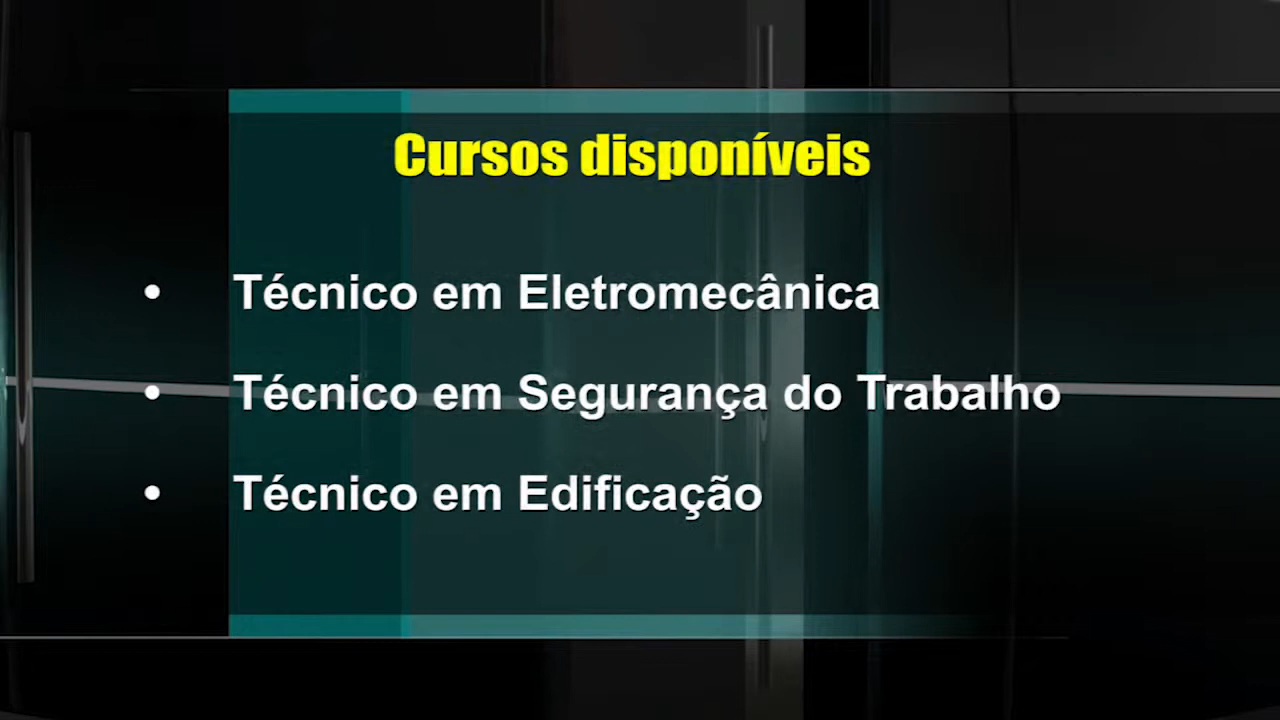 Cursos disponíveis
• Técnico em Eletromecânica
• Técnico em Segurança do Trabalho
• Técnico em Edificação